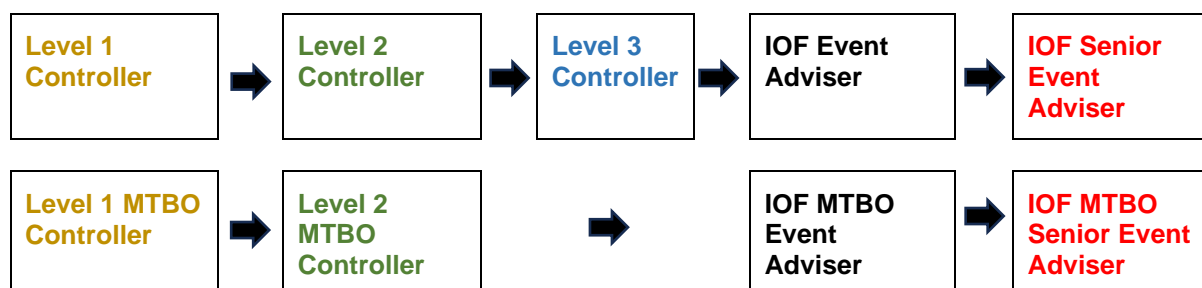 Level 1
Controller
Level 2
Controller
Level 3
Controller
IOF Event
Adviser
IOF Senior
Event
Adviser
Level 1 MTBO
Controller
Level 2
MTBO
Controller
IOF MTBO
Event
Adviser
IOF MTBO
Senior Event
Adviser